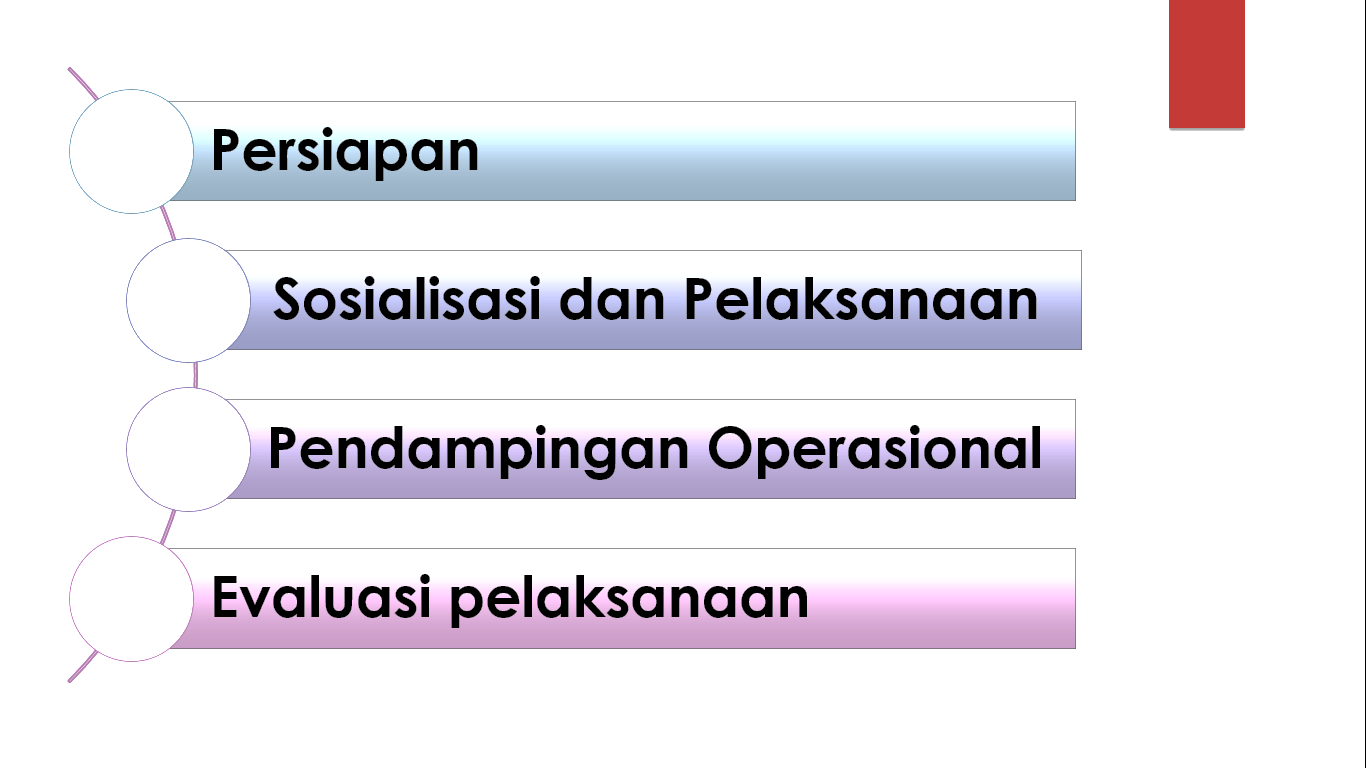 Persiapan
Sosialisasi dan Pelaksanaan
Pendampingan Operasional
Evaluasi pelaksanaan